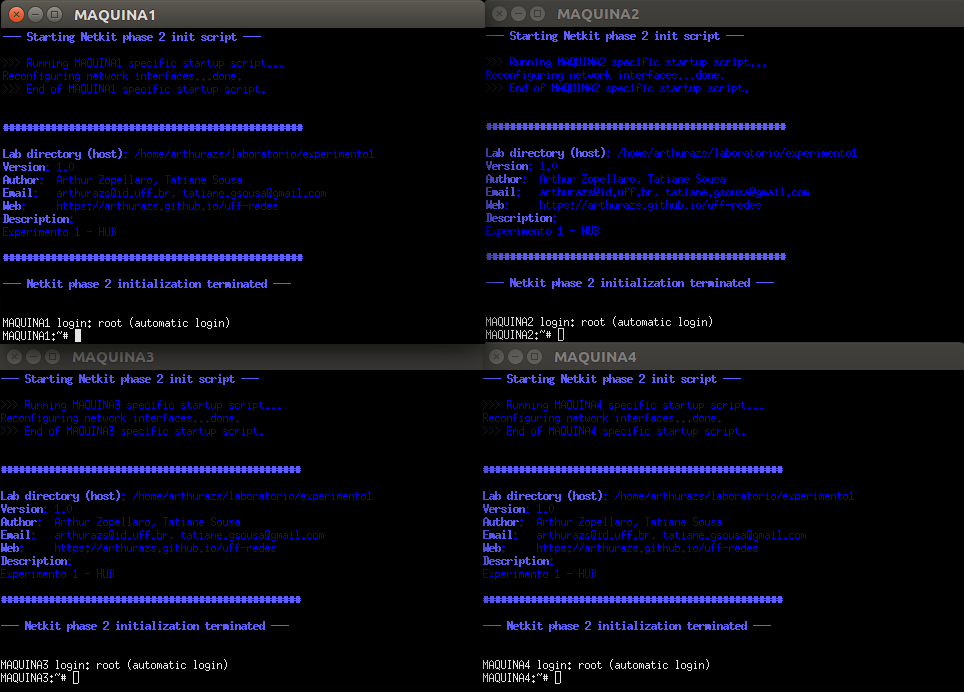 MAQUINA1
--- Starting Netkit phase 2 init script ---
>>> Running MAQUINA1 specific startup script...
Reconfiguring network interfaces...done.
>>> End of MAQUINA1 specific startup script.
##################################################
Lab directory (host): /home/arthurazs/laboratorio/experimento1
Version: 1.0
Author: Arthur Zopellaro, Tatiane Sousa
Email: arthurazs@id.uff.br, tatiane.gsousa@gmail.com
Web: https://arthurazs.github.io/uff-redes
Description:
Experimento 1 - HUB
##################################################
--- Netkit phase 2 initialization terminated ---
MAQUINA1 login: root (automatic login)
MAQUINA1:~#
MAQUINA2
--- Starting Netkit phase 2 init script ---
>>> Running MAQUINA2 specific startup script...
Reconfiguring network interfaces...done.
>>> End of MAQUINA2 specific startup script.
##################################################
Lab directory (host): /home/arthurazs/laboratorio/experimento1
Version: 1.0
Author: Arthur Zopellaro, Tatiane Sousa
Email: arthurazs@id.uff.br, tatiane.gsousa@gmail.com
Web: https://arthurazs.github.io/uff-redes
Description:
Experimento 1 - HUB
##################################################
--- Netkit phase 2 initialization terminated ---
MAQUINA2 login: root (automatic login)
MAQUINA2:~#
MAQUINA3
--- Starting Netkit phase 2 init script ---
>>> Running MAQUINA3 specific startup script...
Reconfiguring network interfaces...done.
>>> End of MAQUINA3 specific startup script.
##################################################
Lab directory (host): /home/arthurazs/laboratorio/experimento1
Version: 1.0
Author: Arthur Zopellaro, Tatiane Sousa
Email: arthurazs@id.uff.br, tatiane.gsousa@gmail.com
Web: https://arthurazs.github.io/uff-redes
Description:
Experimento 1 - HUB
##################################################
--- Netkit phase 2 initialization terminated ---
MAQUINA3 login: root (automatic login)
MAQUINA3:~#
MAQUINA4
--- Starting Netkit phase 2 init script ---
>>> Running MAQUINA4 specific startup script...
Reconfiguring network interfaces...done.
>>> End of MAQUINA4 specific startup script.
##################################################
Lab directory (host): /home/arthurazs/laboratorio/experimento1
Version: 1.0
Author: Arthur Zopellaro, Tatiane Sousa
Email: arthurazs@id.uff.br, tatiane.gsousa@gmail.com
Web: https://arthurazs.github.io/uff-redes
Description:
Experimento 1 - HUB
##################################################
--- Netkit phase 2 initialization terminated ---
MAQUINA4 login: root (automatic login)
MAQUINA4:~#